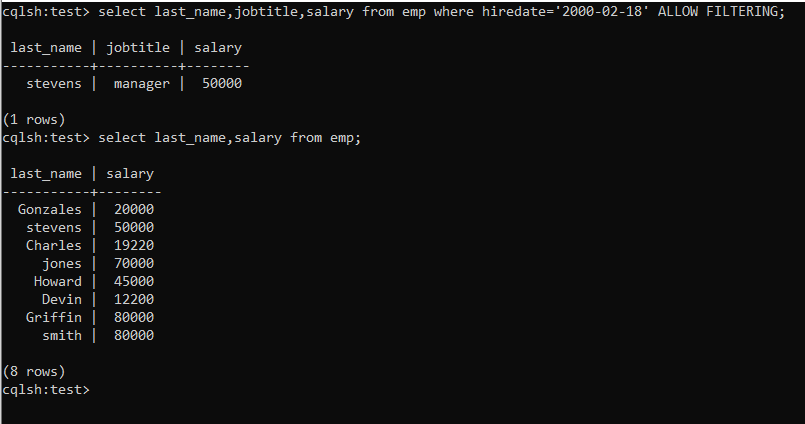 cqlsh:test> select last_name,jobtitle,salary from emp where hiredate='2000-02-18' ALLOW FILTERING;
 last_name | jobtitle | salary
-----------+----------+--------
   stevens |  manager |  50000
(1 rows)
cqlsh:test> select last_name,salary from emp;
 last_name | salary
-----------+--------
  Gonzales |  20000
   stevens |  50000
   Charles |  19220
     jones |  70000
    Howard |  45000
     Devin |  12200
   Griffin |  80000
     smith |  80000
(8 rows)
cqlsh:test>